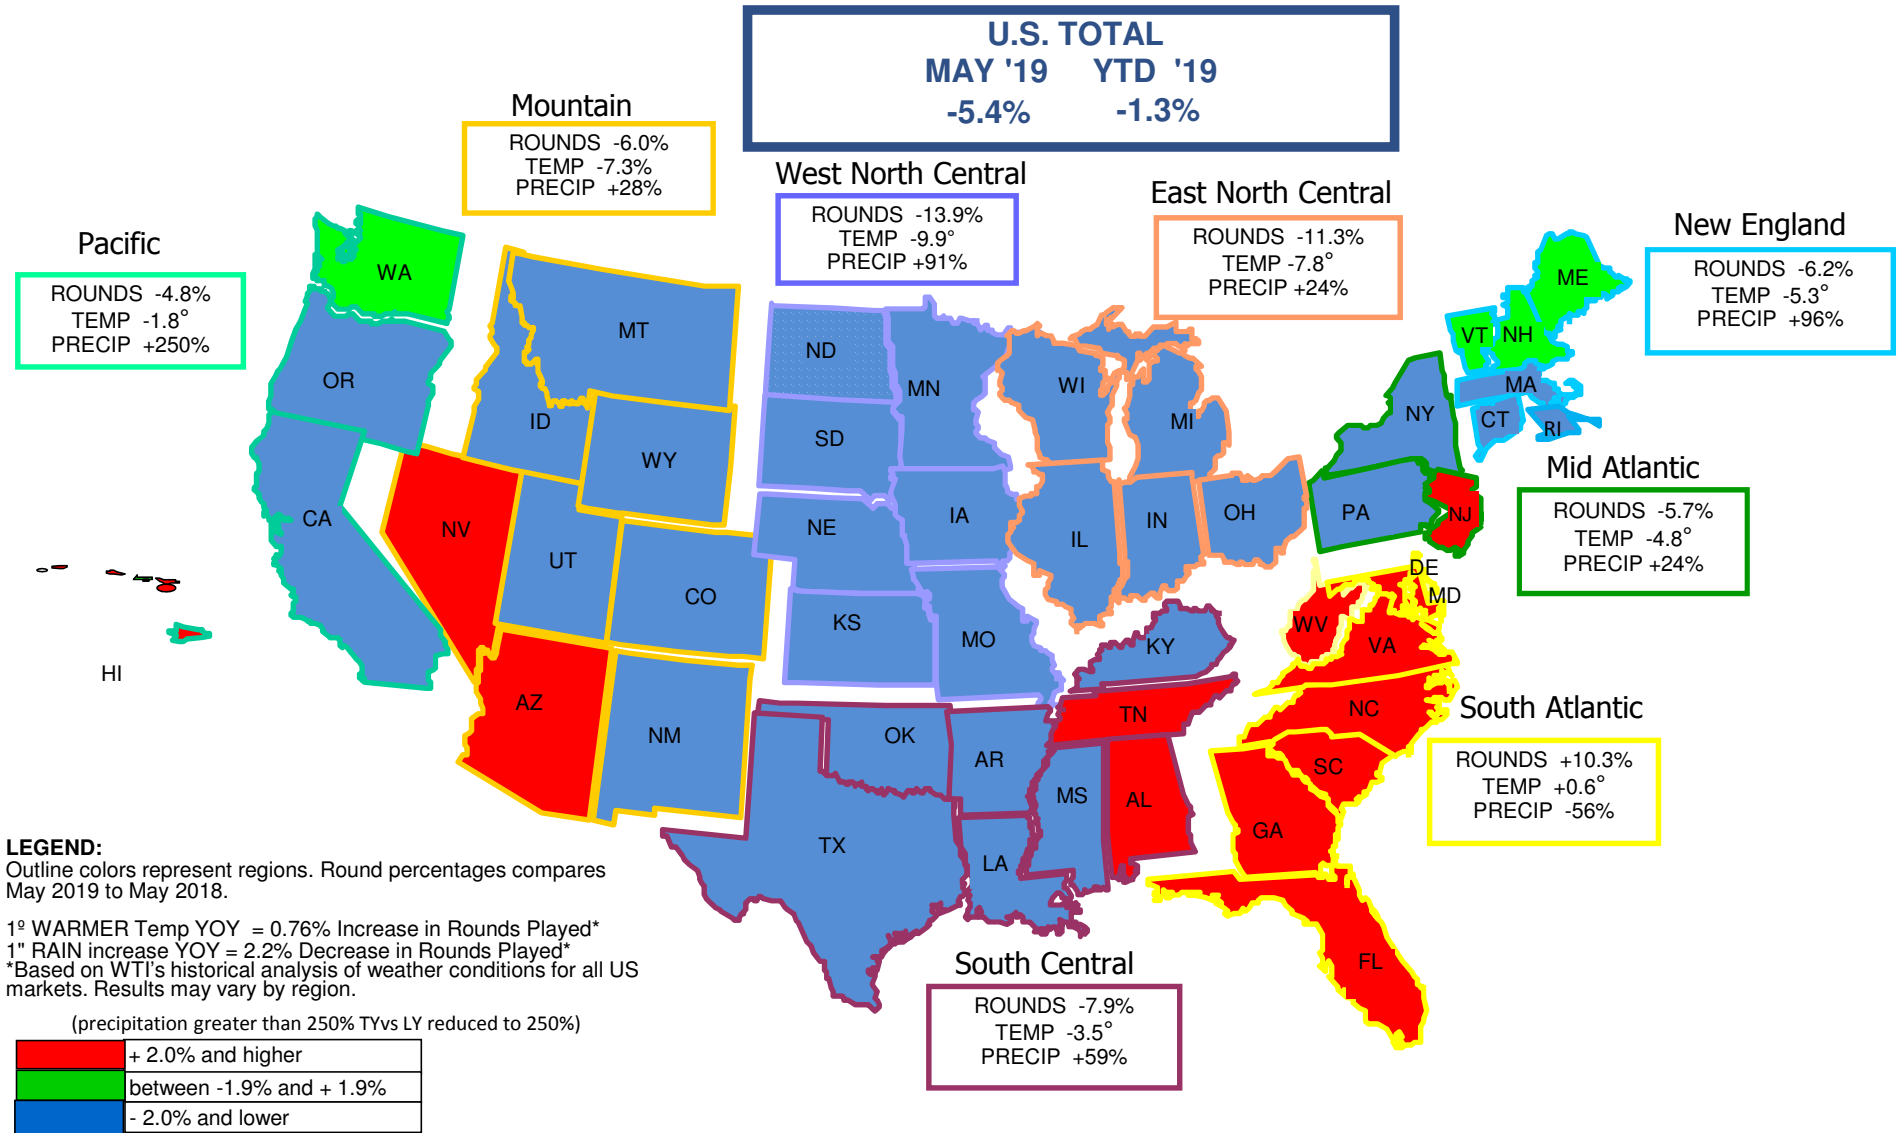 U.S. TOTAL
MAY '19 YTD '19
-5.4% -1.3%
Mountain
ROUNDS -6.0%
TEMP -7.3%
PRECIP +28%
West North Central
ROUNDS -13.9%
TEMP -9.9°
PRECIP +91%
East North Central
ROUNDS -11.3%
TEMP -7.8°
PRECIP +24%
New England
ROUNDS -6.2%
TEMP -5.3°
PRECIP +96%
Pacific
ROUNDS -4.8%
TEMP -1.8°
PRECIP +250%
Mid Atlantic
ROUNDS -5.7%
TEMP -4.8°
PRECIP +24%
South Atlantic
ROUNDS +10.3%
TEMP +0.6°
PRECIP -56%
South Central
ROUNDS -7.9%
TEMP -3.5°
PRECIP +59%
WA
OR
CA
HI
MT
ID
WY
NV
UT
CO
AZ
NM
ND
SD
NE
KS
MN
IA
MO
WI
MI
IL
IN
OH
KY
TN
OK
AR
TX
LA
MS
AL
ME
VT
NH
MA
CT
RI
NY
PA
NJ
DE
MD
WV
VA
NC
SC
GA
FL
LEGEND:
Outline colors represent regions. Round percentages compares
May 2019 to May 2018.
1º WARMER Temp YOY = 0.76% Increase in Rounds Played*
1" RAIN increase YOY = 2.2% Decrease in Rounds Played*
*Based on WTI's historical analysis of weather conditions for all US
markets. Results may vary by region.
(precipitation greater than 250% TYvs LY reduced to 250%)
+ 2.0% and higher
between -1.9% and + 1.9%
- 2.0% and lower